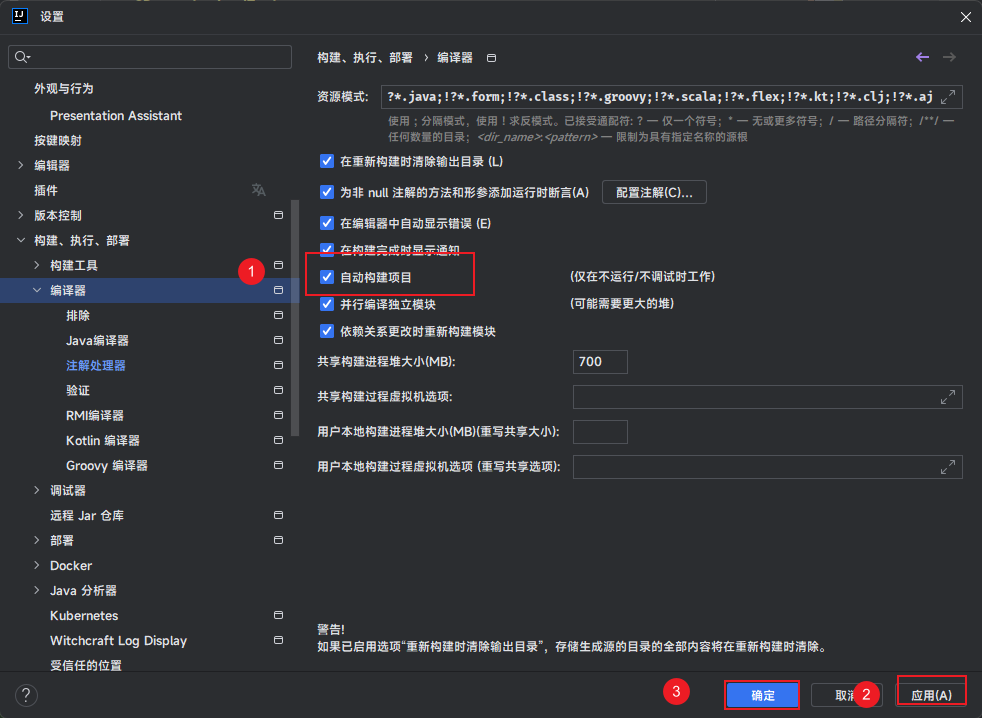 设置
外观与行为
Presentation Assistant
按键映射
编辑器
插件
版本控制
构建、执行、部署
构建工具
1
编译器
排除
Java编译器
注解处理器
验证
RMI编译器
Kotlin 编译器
Groovy 编译器
调试器
远程 Jar 仓库
部署
Docker
Java 分析器
Kubernetes
Witchcraft Log Display
受信任的位置
构建、执行、部署 › 编译器
资源模式: ?*.java;!?*.form;!?*.class;!?*.groovy;!?*.scala;!?*.flex;!?*.kt;!?*.clj;!?*.aj
使用 ; 分隔模式，使用 ! 求反模式。已接受通配符: ? — 仅一个符号; * — 无或更多符号; / — 路径分隔符; /**/ —
任何数量的目录; <dir_name>:<pattern> — 限制为具有指定名称的源根
在重新构建时清除输出目录 (L)
为非 null 注解的方法和形参添加运行时断言(A) 配置注解(C)...
在编辑器中自动显示错误 (E)
在构建完成时显示通知
自动构建项目 (仅在不运行/不调试时工作)
并行编译独立模块 (可能需要更大的堆)
依赖关系更改时重新构建模块
共享构建进程堆大小(MB): 700
共享构建过程虚拟机选项:
用户本地构建进程堆大小(MB)(重写共享大小):
用户本地构建过程虚拟机选项 (重写共享选项):
警告!
如果已启用选项“重新构建时清除输出目录”，存储生成源的目录的全部内容将在重新构建时清除。
? 3 确定 取消 2 应用(A)